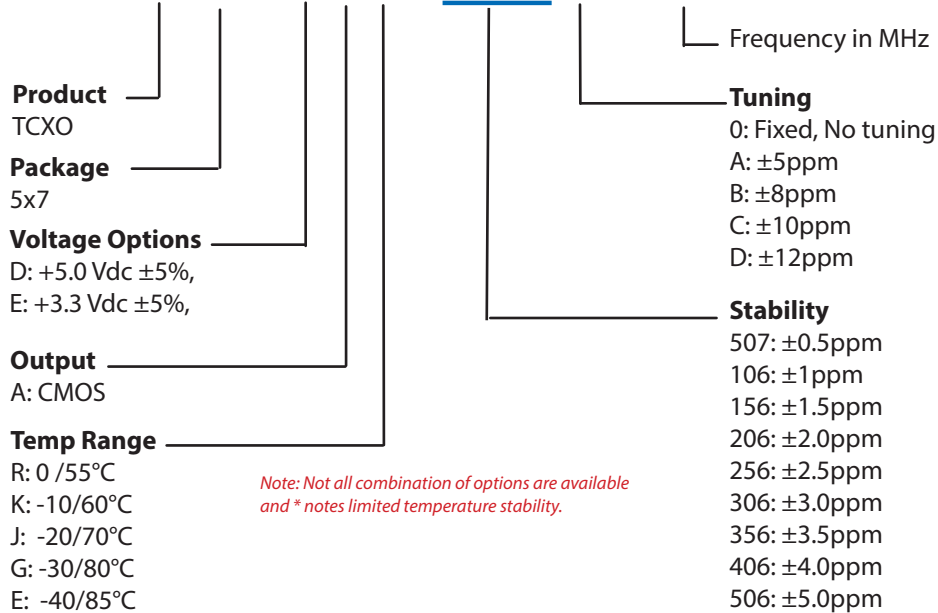 Product
TCXO
Package
5x7
Voltage Options
D: +5.0 Vdc ±5%,
E: +3.3 Vdc ±5%,
Output
A: CMOS
Temp Range
R: 0 /55°C
K: -10/60°C
J: -20/70°C
G: -30/80°C
E: -40/85°C
Note: Not all combination of options are available
and * notes limited temperature stability.
Frequency in MHz
Tuning
0: Fixed, No tuning
A: ±5ppm
B: ±8ppm
C: ±10ppm
D: ±12ppm
Stability
507: ±0.5ppm
106: ±1ppm
156: ±1.5ppm
206: ±2.0ppm
256: ±2.5ppm
306: ±3.0ppm
356: ±3.5ppm
406: ±4.0ppm
506: ±5.0ppm